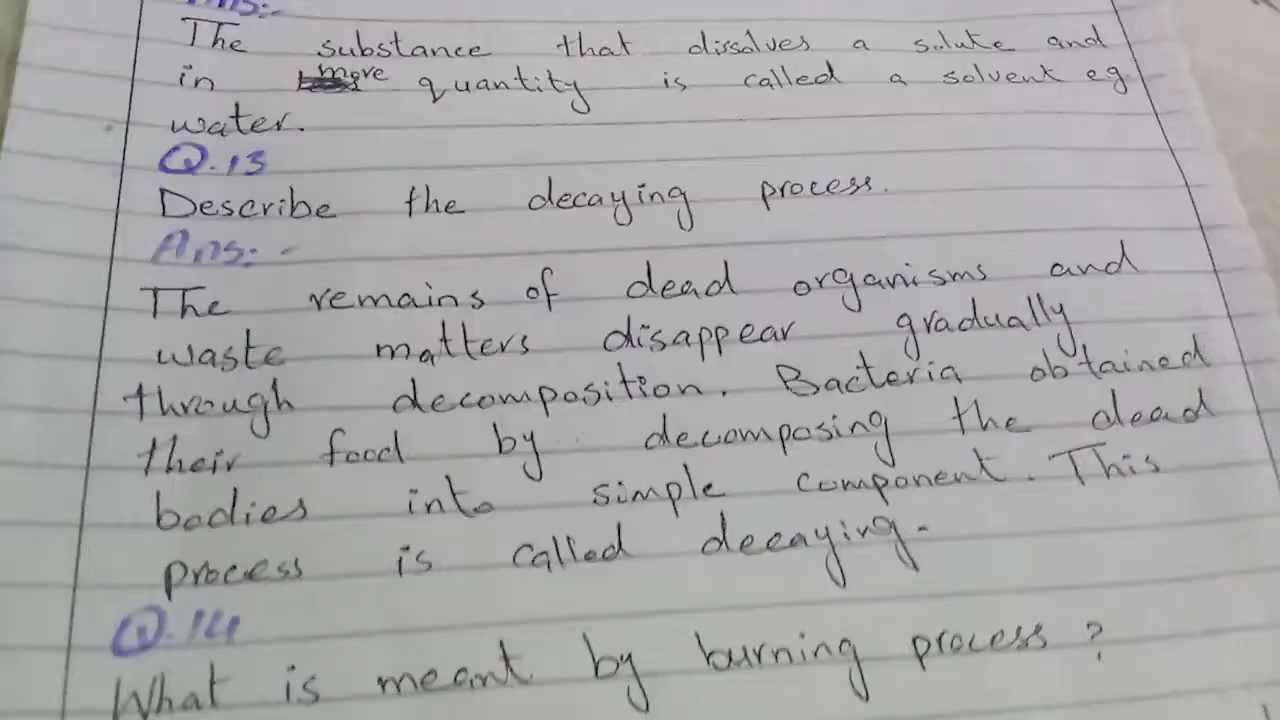 Ans:-
The substance that dissolves a solute and
in more quantity is called a solvent eg
water.
Q.13
Describe the decaying process.
Ans:-
The remains of dead organisms and
waste matters disappear gradually
through decomposition. Bacteria obtained
their food by decomposing the dead
bodies into simple component. This
process is called decaying.
Q.14
What is meant by burning process?